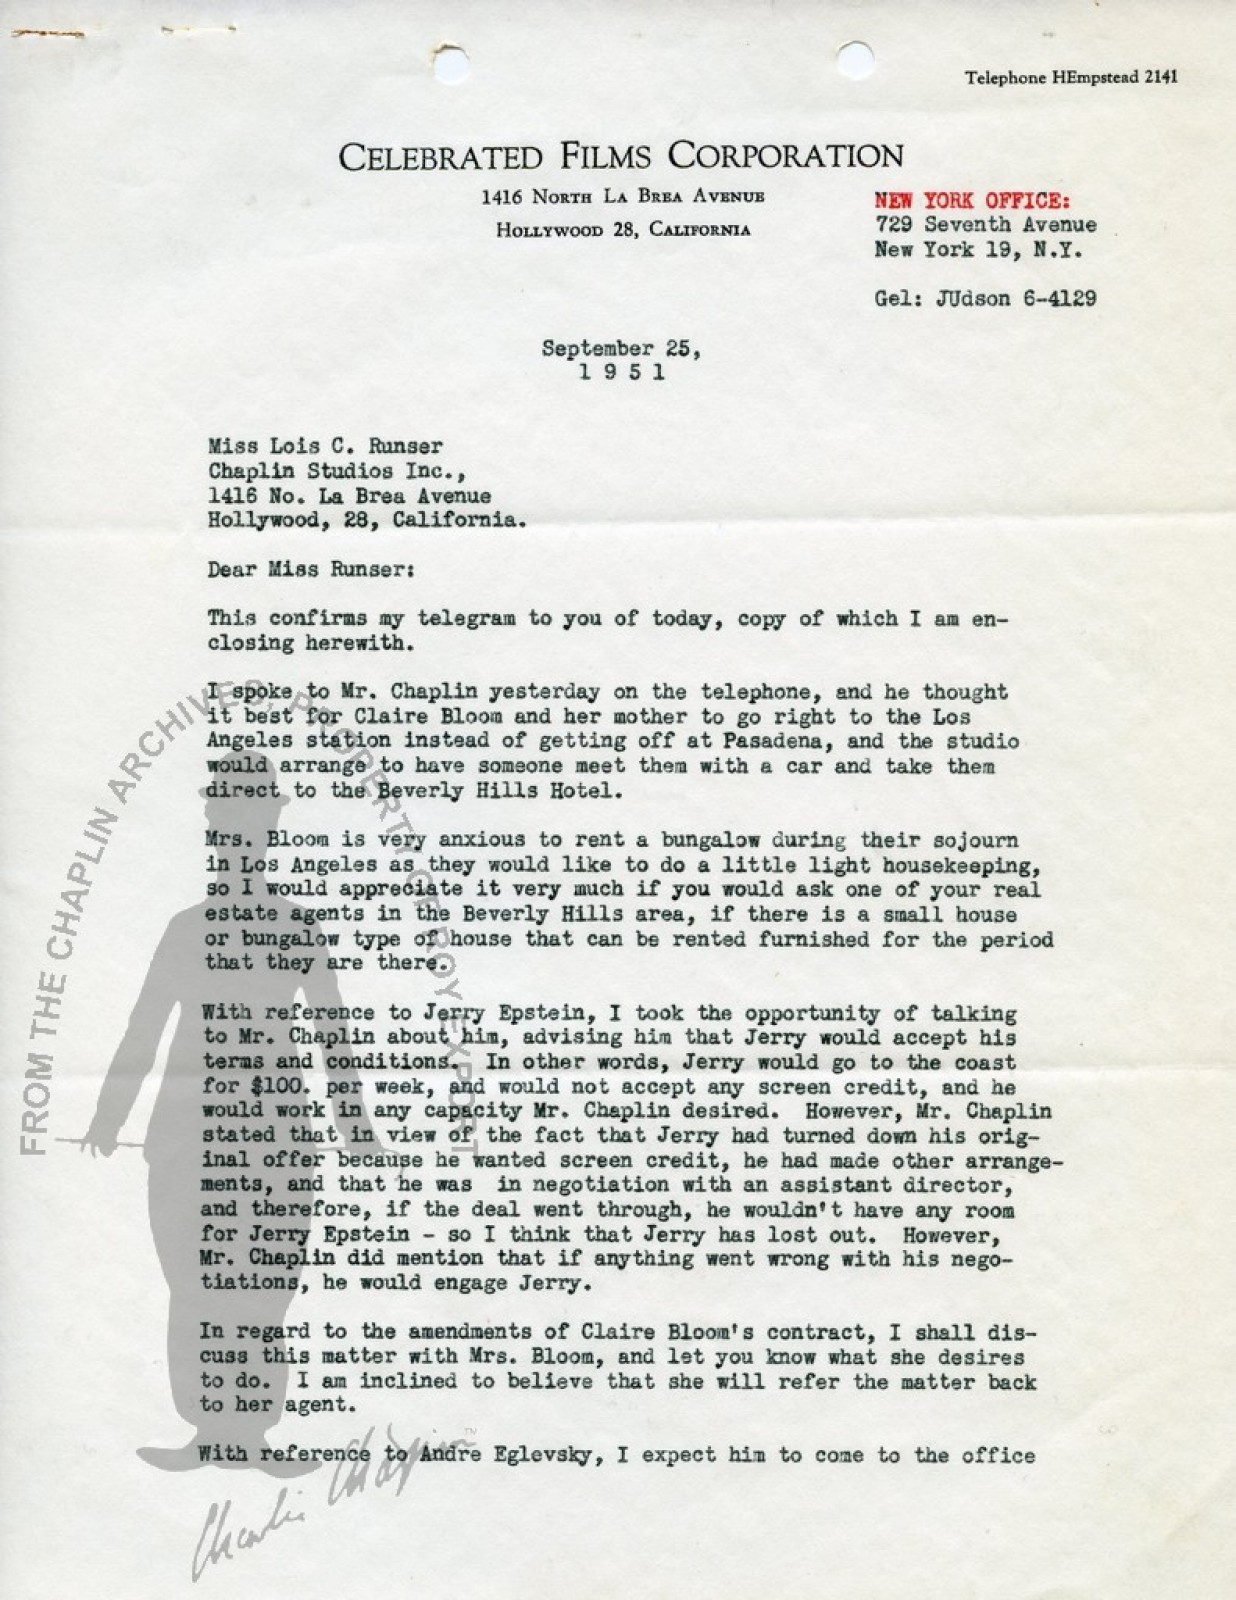 Telephone HEmpstead 2141
CELEBRATED FILMS CORPORATION
1416 NORTH LA BREA AVENUE
HOLLYWOOD 28, CALIFORNIA
NEW YORK OFFICE:
729 Seventh Avenue
New York 19, N.Y.
Gel: JUdson 6-4129
September 25,
1 9 5 1
Miss Lois C. Runser
Chaplin Studios Inc.,
1416 No. La Brea Avenue
Hollywood, 28, California.
Dear Miss Runser:
This confirms my telegram to you of today, copy of which I am en-
closing herewith.
I spoke to Mr. Chaplin yesterday on the telephone, and he thought
it best for Claire Bloom and her mother to go right to the Los
Angeles station instead of getting off at Pasadena, and the studio
would arrange to have someone meet them with a car and take them
direct to the Beverly Hills Hotel.
Mrs. Bloom is very anxious to rent a bungalow during their sojourn
in Los Angeles as they would like to do a little light housekeeping,
so I would appreciate it very much if you would ask one of your real
estate agents in the Beverly Hills area, if there is a small house
or bungalow type of house that can be rented furnished for the period
that they are there.
With reference to Jerry Epstein, I took the opportunity of talking
to Mr. Chaplin about him, advising him that Jerry would accept his
terms and conditions. In other words, Jerry would go to the coast
for $100. per week, and would not accept any screen credit, and he
would work in any capacity Mr. Chaplin desired. However, Mr. Chaplin
stated that in view of the fact that Jerry had turned down his orig-
inal offer because he wanted screen credit, he had made other arrange-
ments, and that he was in negotiation with an assistant director,
and therefore, if the deal went through, he wouldn't have any room
for Jerry Epstein - so I think that Jerry has lost out. However,
Mr. Chaplin did mention that if anything went wrong with his nego-
tiations, he would engage Jerry.
In regard to the amendments of Claire Bloom's contract, I shall dis-
cuss this matter with Mrs. Bloom, and let you know what she desires
to do. I am inclined to believe that she will refer the matter back
to her agent.
With reference to Andre Eglevsky, I expect him to come to the office
FROM THE CHAPLIN ARCHIVES, PROPERTY OF ROY EXPORT
Charlie Chaplin